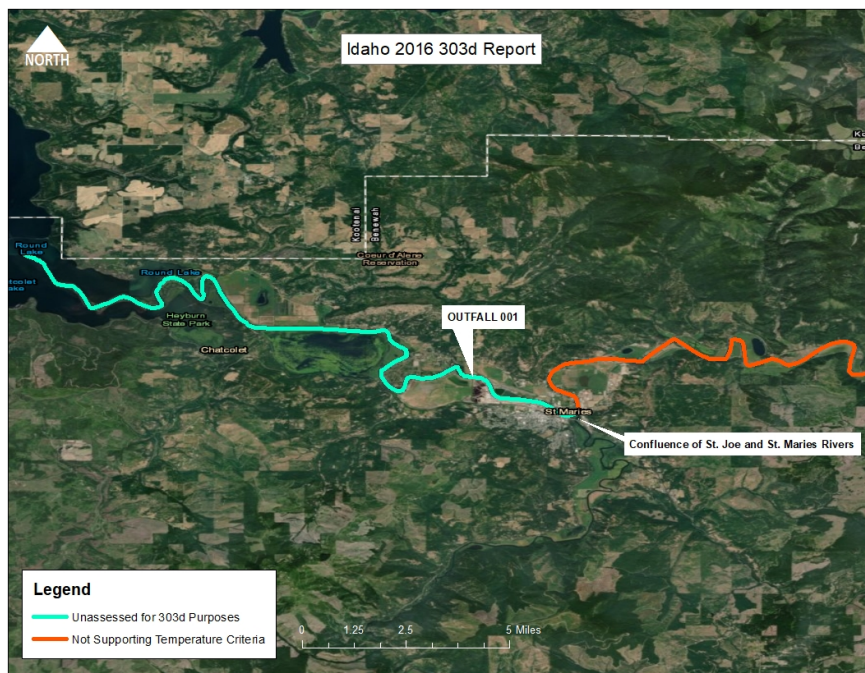 Idaho 2016 303d Report
NORTH
Kootenai
Benewah
Coeur d'Alene
Reservation
Round
Lake
Round Lake
Heyburn
State Park
Chatcolet
OUTFALL 001
St Maries
Confluence of St. Joe and St. Maries Rivers
Legend
Unassessed for 303d Purposes
Not Supporting Temperature Criteria
0 1.25 2.5 5 Miles